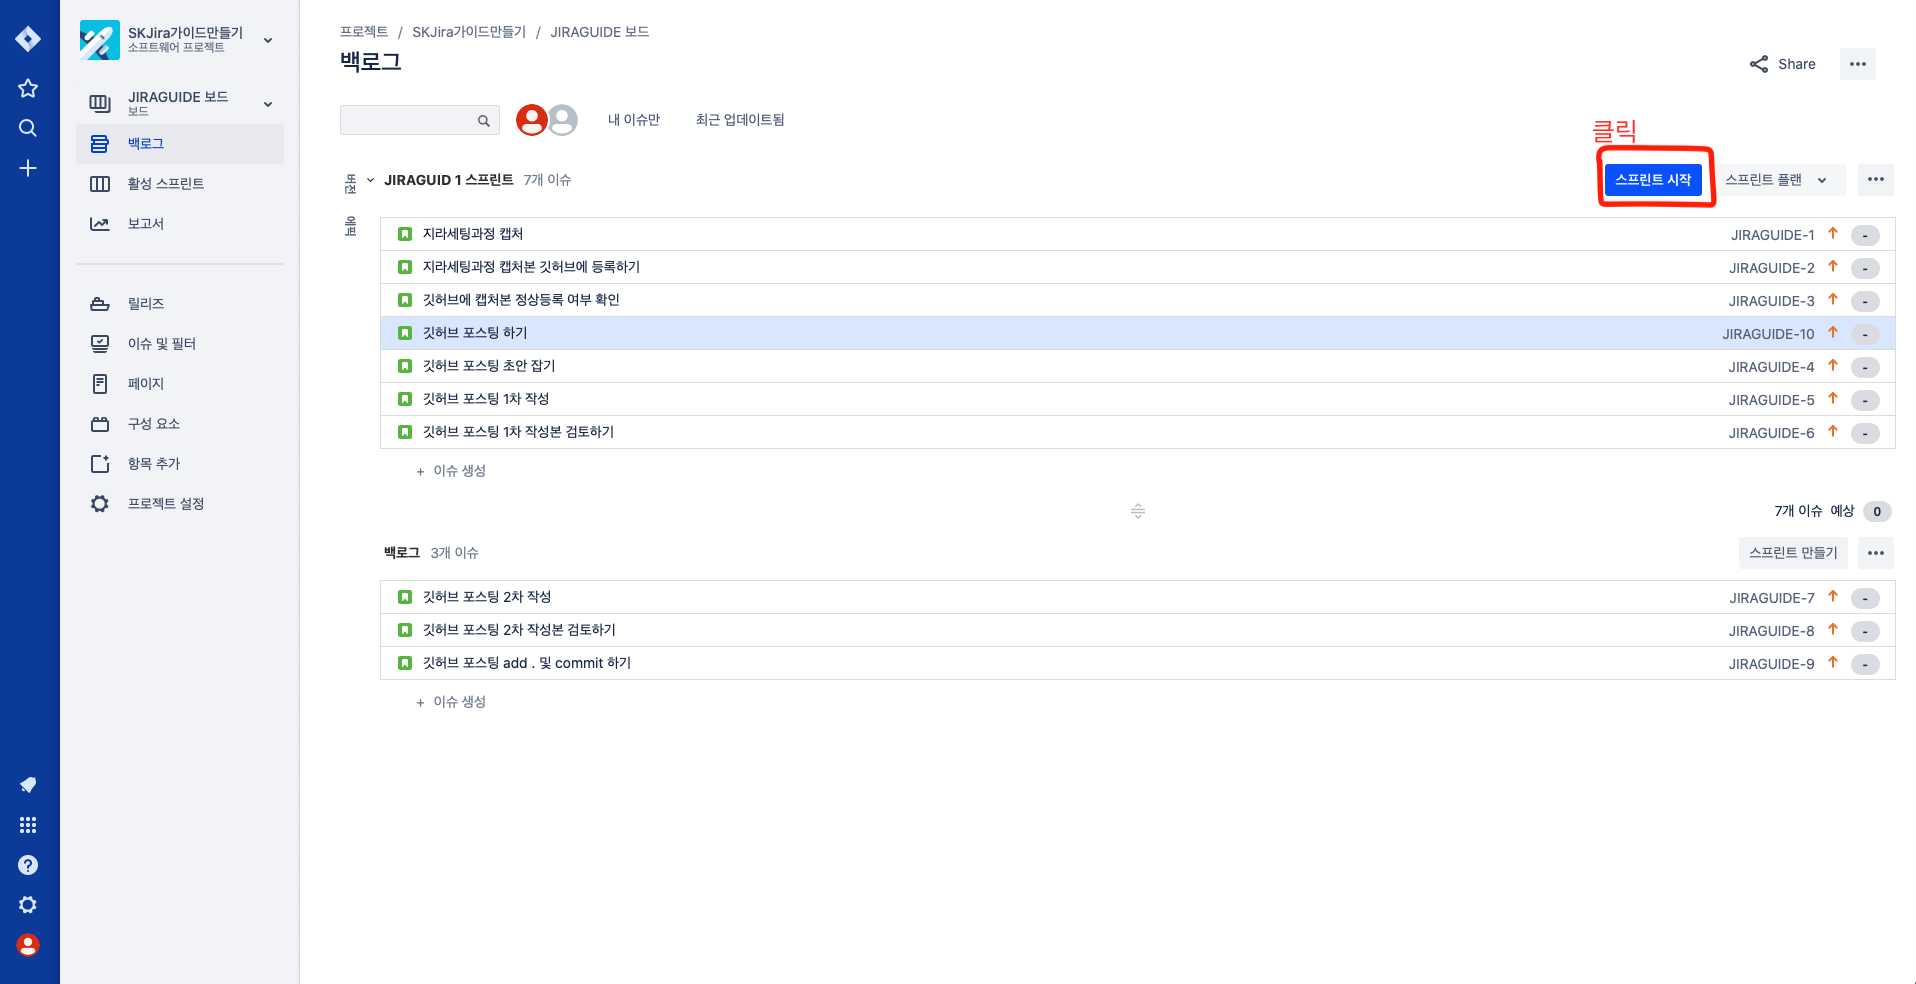 SKJira가이드만들기
소프트웨어 프로젝트
JIRAGUIDE 보드
보드
백로그
활성 스프린트
보고서
릴리즈
이슈 및 필터
페이지
구성 요소
항목 추가
프로젝트 설정
프로젝트 / SKJira가이드만들기 / JIRAGUIDE 보드
백로그
Share
내 이슈만 최근 업데이트됨
클릭
버전
에픽
JIRAGUID 1 스프린트 7개 이슈 스프린트 시작 스프린트 플랜
지라세팅과정 캡처 JIRAGUIDE-1 -
지라세팅과정 캡처본 깃허브에 등록하기 JIRAGUIDE-2 -
깃허브에 캡처본 정상등록 여부 확인 JIRAGUIDE-3 -
깃허브 포스팅 하기 JIRAGUIDE-10 -
깃허브 포스팅 초안 잡기 JIRAGUIDE-4 -
깃허브 포스팅 1차 작성 JIRAGUIDE-5 -
깃허브 포스팅 1차 작성본 검토하기 JIRAGUIDE-6 -
+ 이슈 생성
7개 이슈 예상 0
백로그 3개 이슈 스프린트 만들기
깃허브 포스팅 2차 작성 JIRAGUIDE-7 -
깃허브 포스팅 2차 작성본 검토하기 JIRAGUIDE-8 -
깃허브 포스팅 add . 및 commit 하기 JIRAGUIDE-9 -
+ 이슈 생성